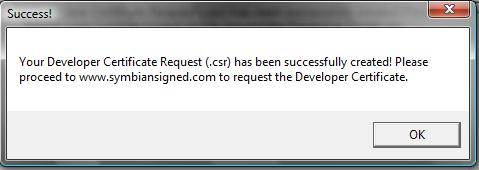 Success!
Your Developer Certificate Request (.csr) has been successfully created! Please
proceed to www.symbiansigned.com to request the Developer Certificate.
OK